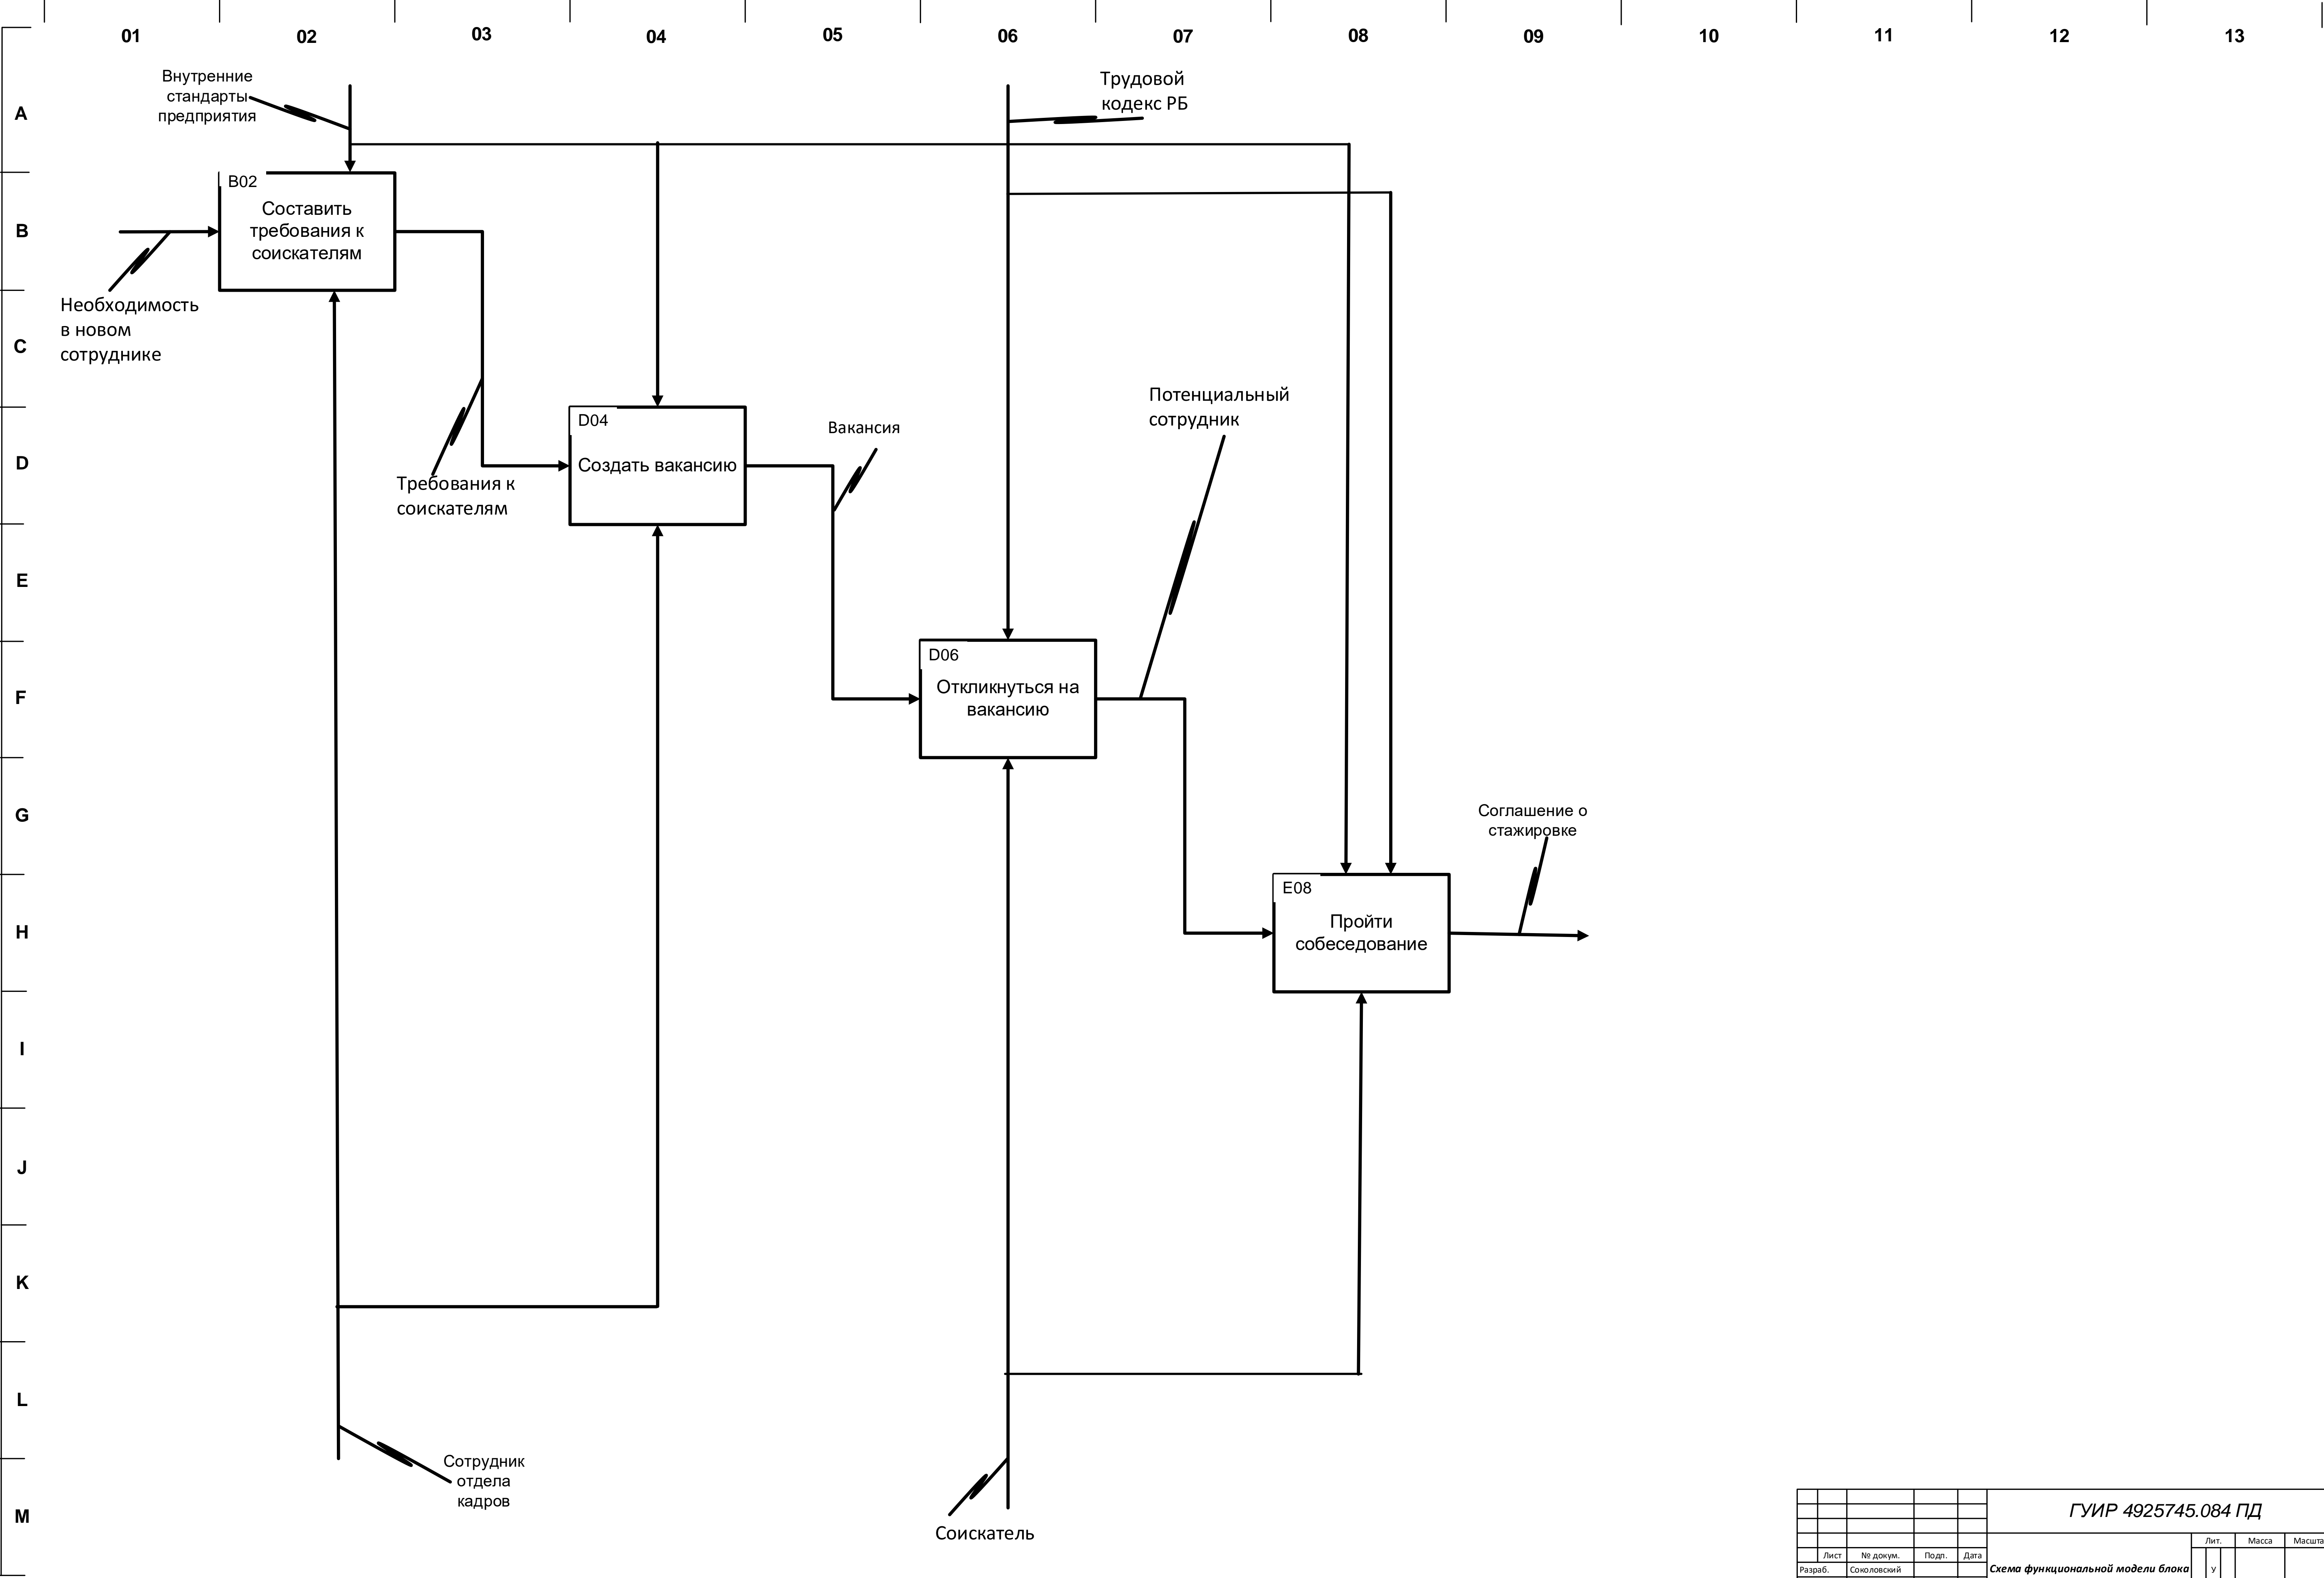 01 02 03 04 05 06 07 08 09 10 11 12 13
Внутренние
стандарты
предприятия
Трудовой
кодекс РБ
A
B02
Составить
требования к
соискателям
B
Необходимость
в новом
сотруднике
C
Потенциальный
сотрудник
D04
Создать вакансию
Вакансия
D
Требования к
соискателям
E
D06
Откликнуться на
вакансию
F
Соглашение о
стажировке
G
E08
Пройти
собеседование
H
I
J
K
L
Сотрудник
отдела
кадров
M
Соискатель
ГУИР 4925745.084 ПД
Лит. Масса Масшта
Лист № докум. Подп. Дата
Разраб. Соколовский
Схема функциональной модели блока
У